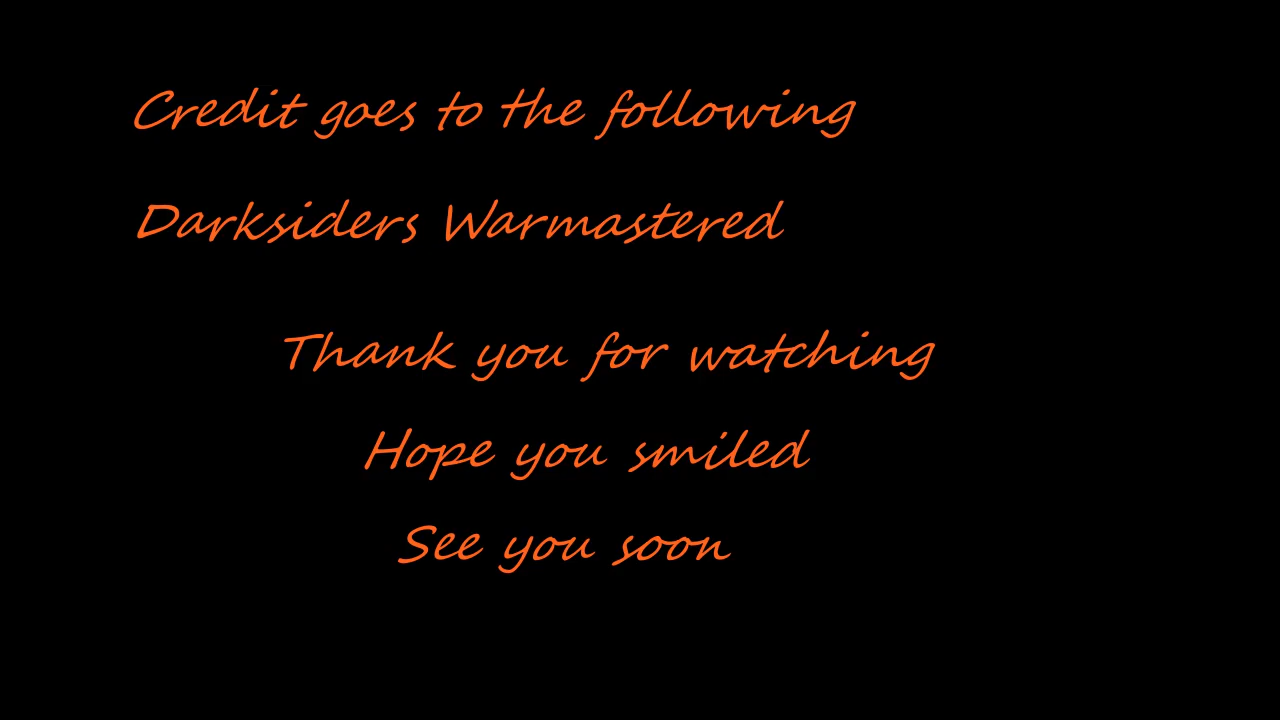 Credit goes to the following
Darksiders Warmastered
Thank you for watching
Hope you smiled
See you soon